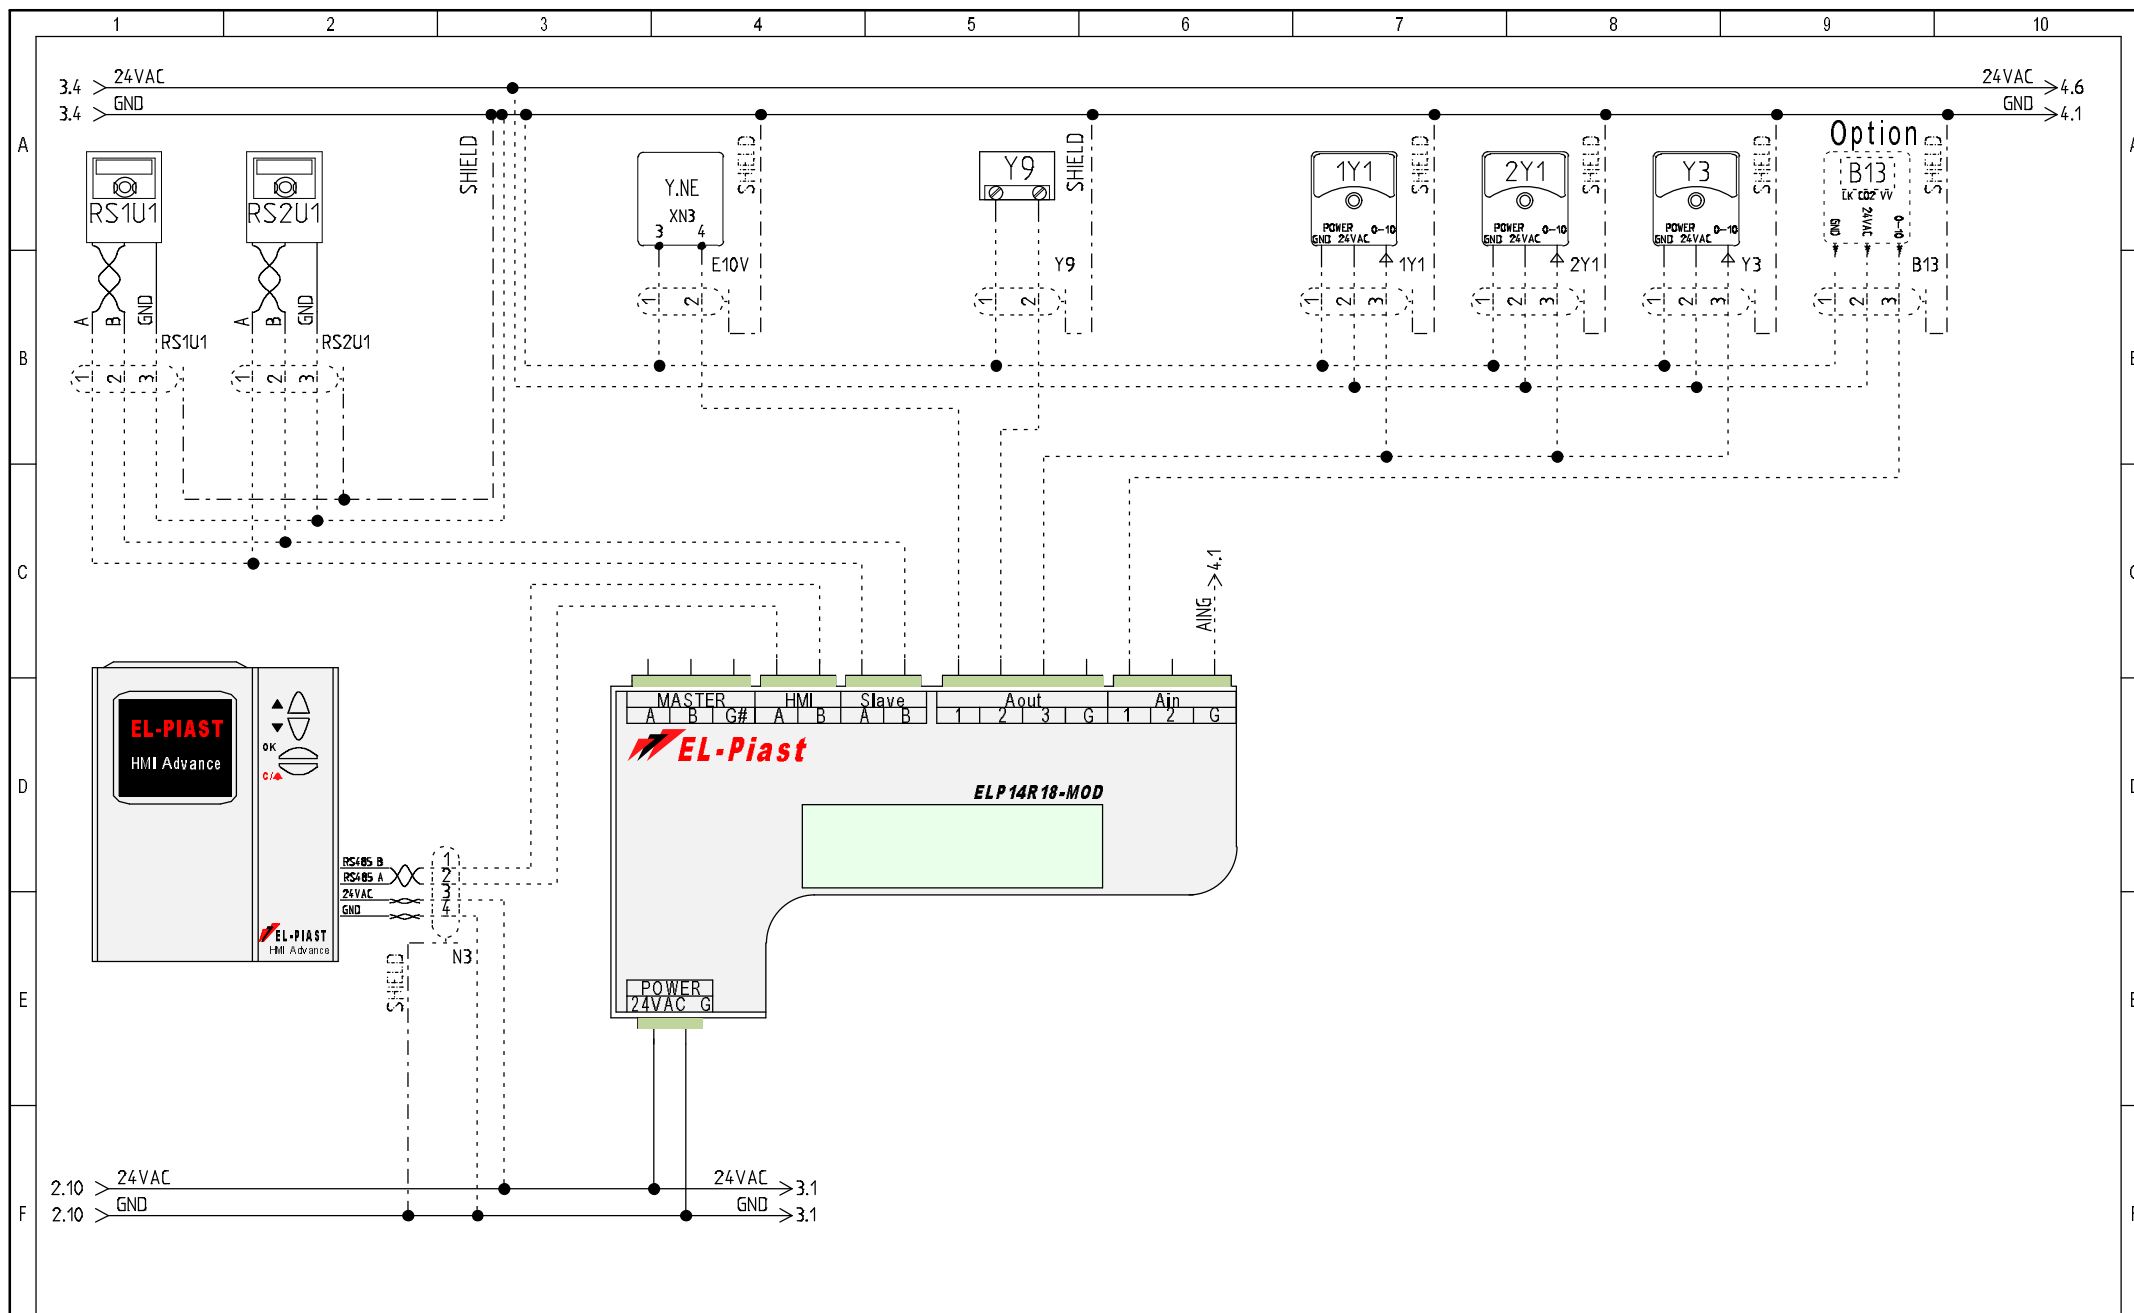 1 2 3 4 5 6 7 8 9 10
3.4 24VAC 24VAC 4.6
3.4 GND GND 4.1
A
SHIELD SHIELD SHIELD SHIELD SHIELD SHIELD SHIELD
Option
RS1U1 RS2U1
Y.NE
XN3
3 4
Y9
1Y1
POWER 0-10
GND 24VAC
2Y1
POWER 0-10
GND 24VAC
Y3
POWER 0-10
GND 24VAC
B13
LK CO2 VV
GND 24VAC 0-10
A B GND A B GND
E10V Y9 1Y1 2Y1 Y3 B13
1 2 1 2 1 2 3 1 2 3 1 2 3 1 2 3
RS1U1 RS2U1
B
1 2 3 1 2 3
C
AING 4.1
MASTER HMI Slave Aout Ain
A B G# A B A B 1 2 3 G 1 2 G
EL-Piast
ELP14R18-MOD
D
EL-PIAST
HMI Advance
OK
C/
RS485 B 1
RS485 A 2
24VAC 3
GND 4
EL-PIAST
HMI Advance
N3
SHIELD
E
POWER
24VAC G
2.10 24VAC 24VAC 3.1
2.10 GND GND 3.1
F